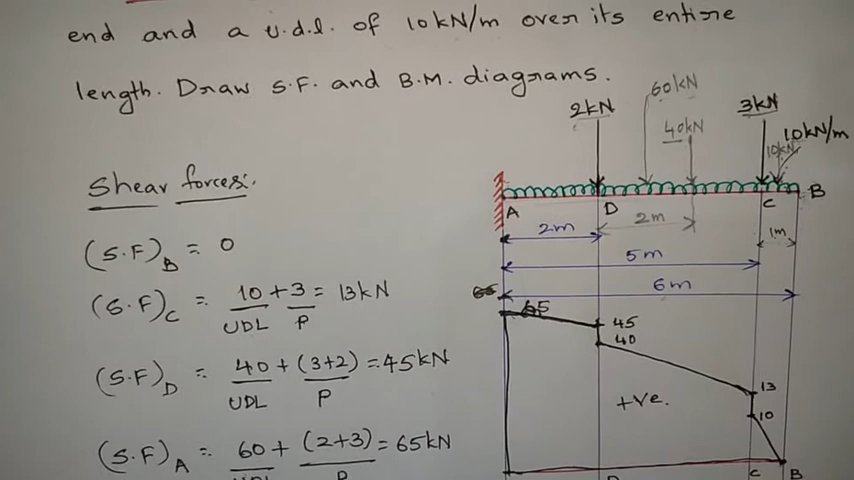 end and a u.d.l. of 10kN/m over its entire
length. Draw S.F. and B.M. diagrams.
60kN
2kN
3kN
40kN
10kN/m
10kN
Shear forces:.
A
D
C
B
2m
2m
1m
(S.F)B = 0
5m
6m
(S.F)C = 10+3 = 13kN
UDL P
65
65
45
40
(S.F)D = 40+(3+2) = 45kN
UDL P
13
+ve.
10
(S.F)A = 60+(2+3) = 65kN
UDL P
D
C
B